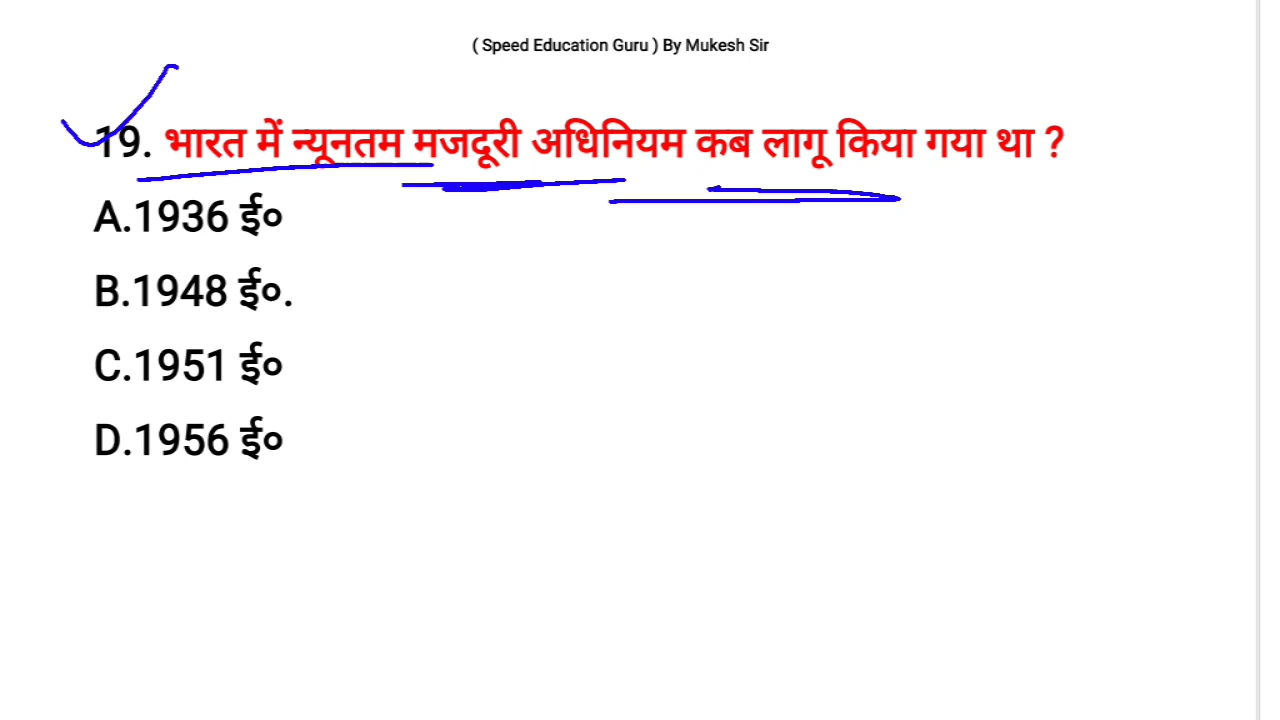 ( Speed Education Guru ) By Mukesh Sir
19. भारत में न्यूनतम मजदूरी अधिनियम कब लागू किया गया था ?
A.1936 ई०
B.1948 ई०.
C.1951 ई०
D.1956 ई०